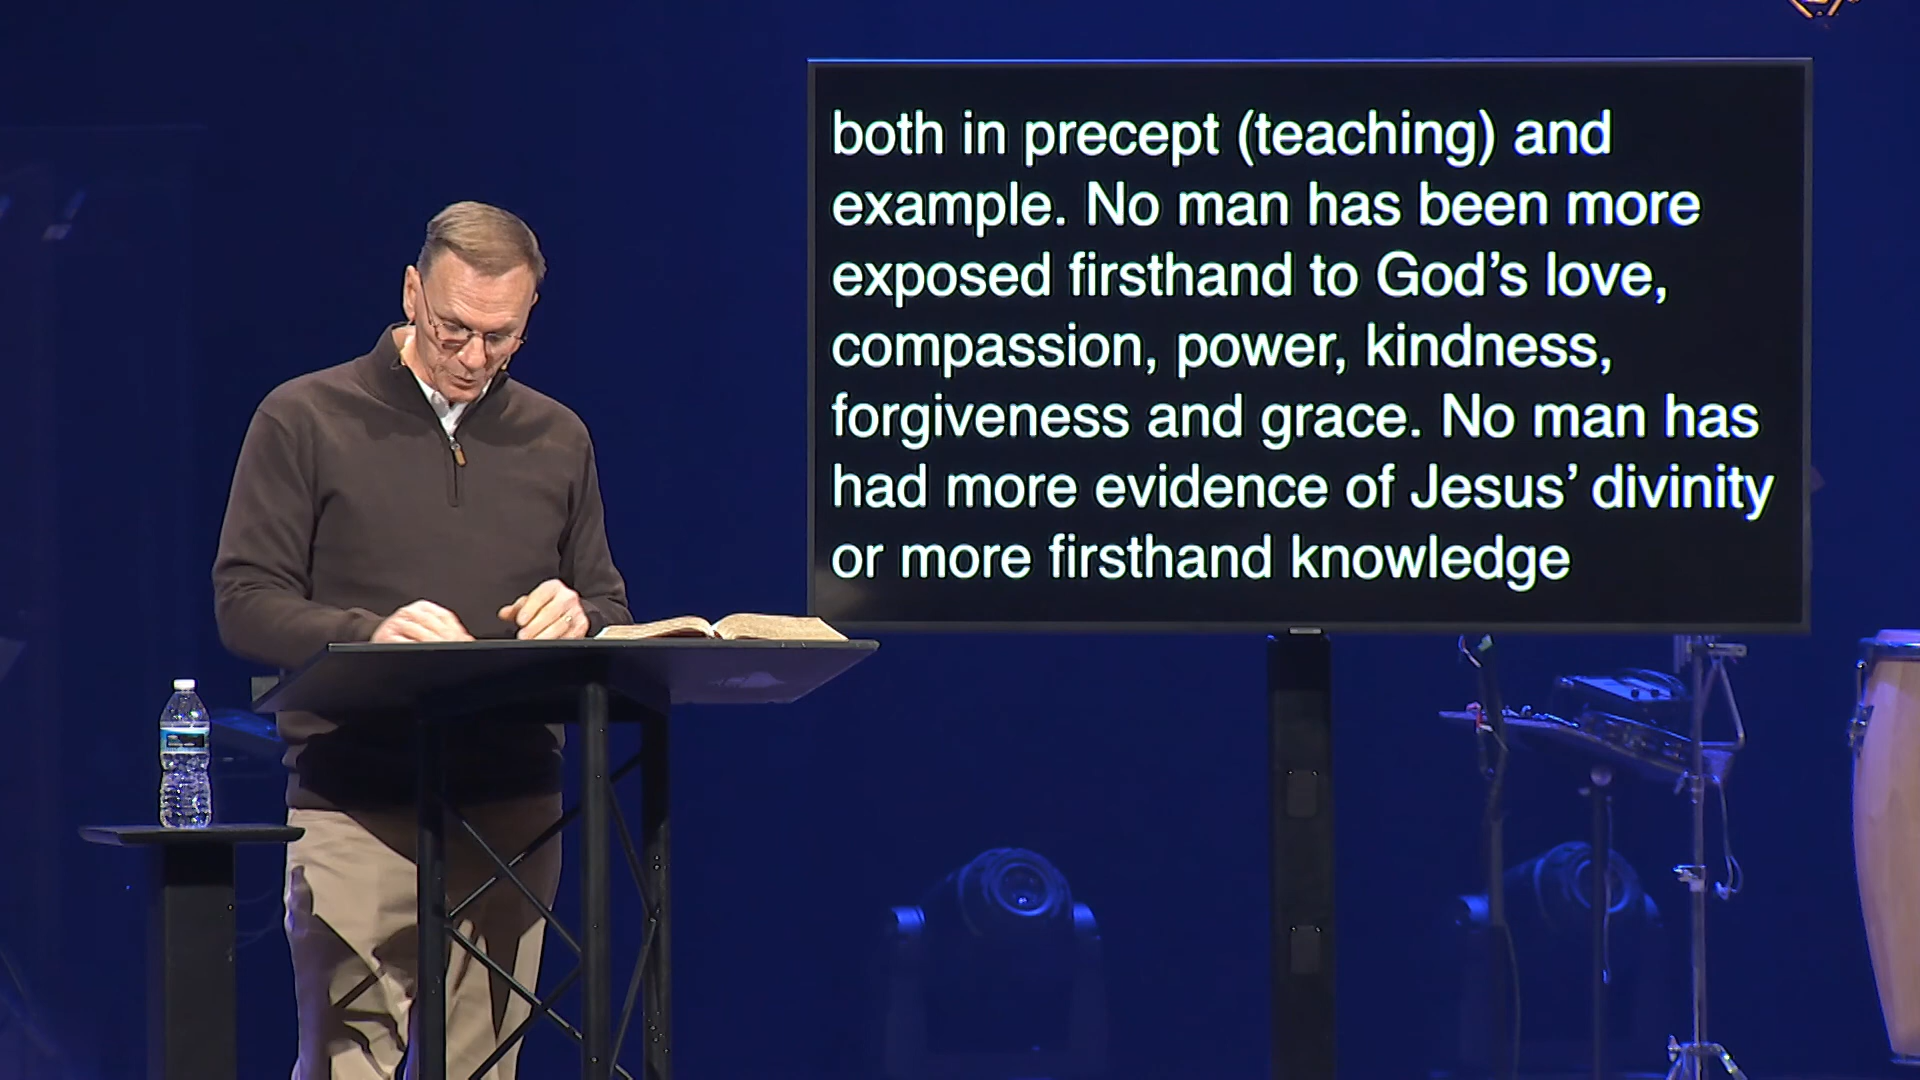 both in precept (teaching) and
example. No man has been more
exposed firsthand to God’s love,
compassion, power, kindness,
forgiveness and grace. No man has
had more evidence of Jesus’ divinity
or more firsthand knowledge